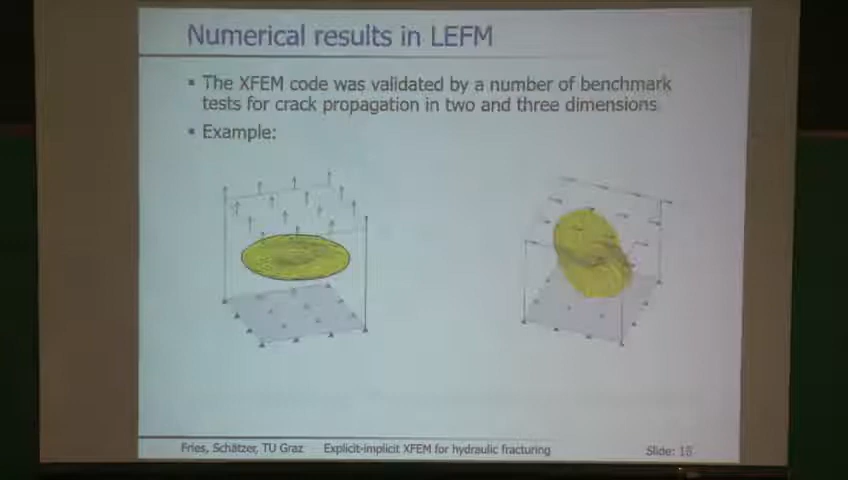 Numerical results in LEFM
▪ The XFEM code was validated by a number of benchmark
tests for crack propagation in two and three dimensions
▪ Example:
Fries, Schätzer, TU Graz Explicit-implicit XFEM for hydraulic fracturing Slide: 15